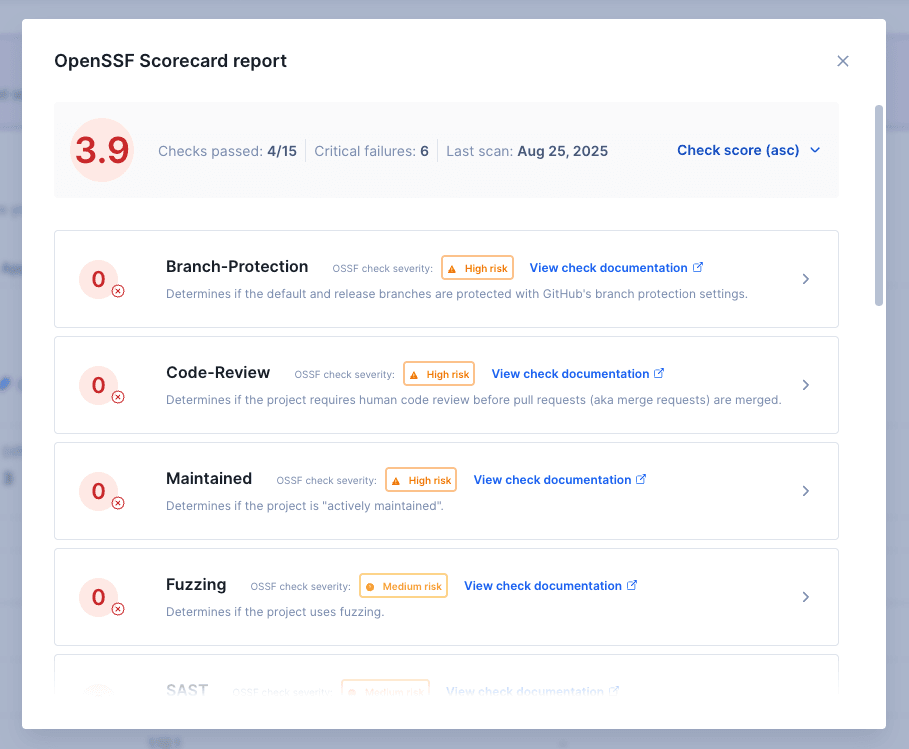 OpenSSF Scorecard report
3.9 Checks passed: 4/15 Critical failures: 6 Last scan: Aug 25, 2025 Check score (asc)
0 Branch-Protection OSSF check severity: High risk View check documentation
Determines if the default and release branches are protected with GitHub's branch protection settings.
0 Code-Review OSSF check severity: High risk View check documentation
Determines if the project requires human code review before pull requests (aka merge requests) are merged.
0 Maintained OSSF check severity: High risk View check documentation
Determines if the project is "actively maintained".
0 Fuzzing OSSF check severity: Medium risk View check documentation
Determines if the project uses fuzzing.
SAST OSSF check severity: Medium risk View check documentation